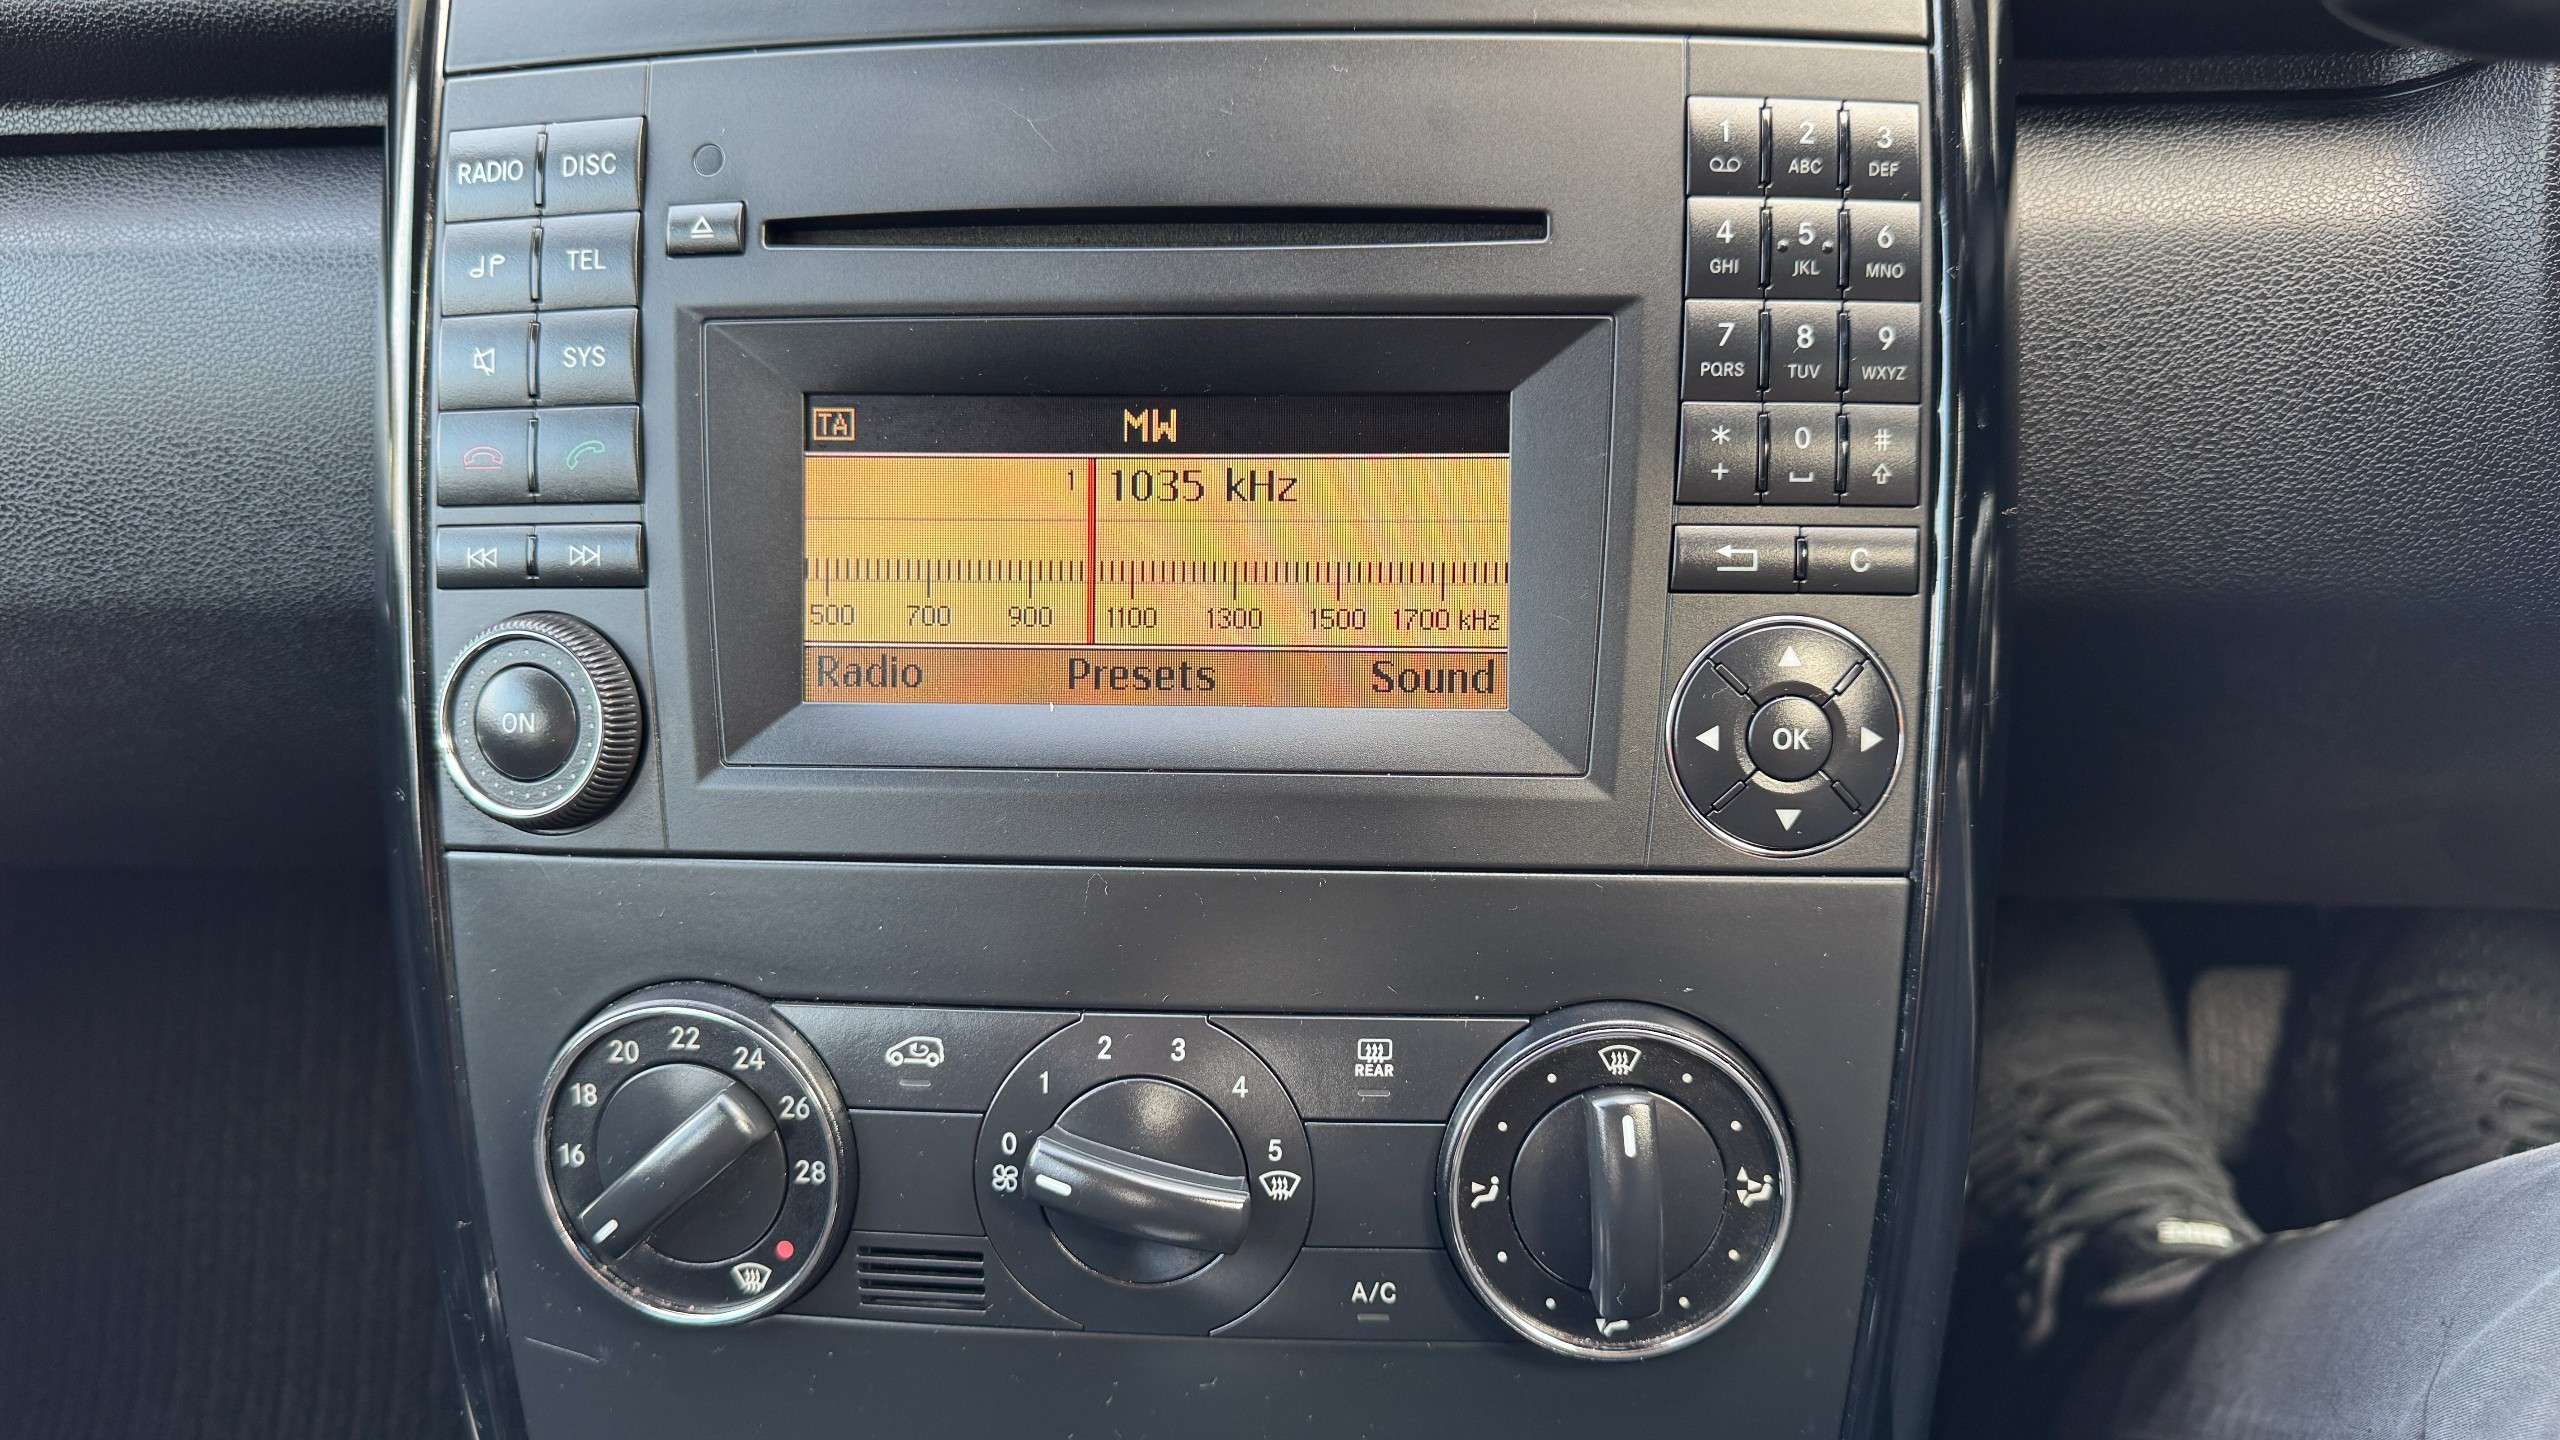 RADIO DISC
TEL
SYS
ON
TA MW
1 1035 kHz
500 700 900 1100 1300 1500 1700 kHz
Radio Presets Sound
1 2 3
ABC DEF
4 5 6
GHI JKL MNO
7 8 9
PQRS TUV WXYZ
* 0 #
+
C
OK
16 18 20 22 24 26 28
0 1 2 3 4 5
REAR
A/C